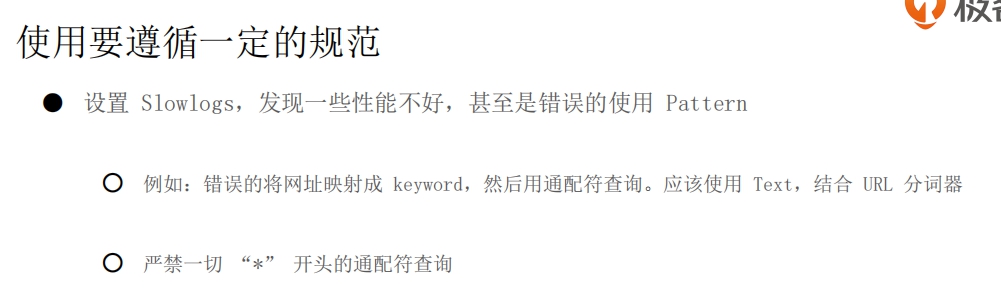 使用要遵循一定的规范
设置 Slowlogs，发现一些性能不好，甚至是错误的使用 Pattern
例如：错误的将网址映射成 keyword，然后用通配符查询。应该使用 Text，结合 URL 分词器
严禁一切 “*” 开头的通配符查询